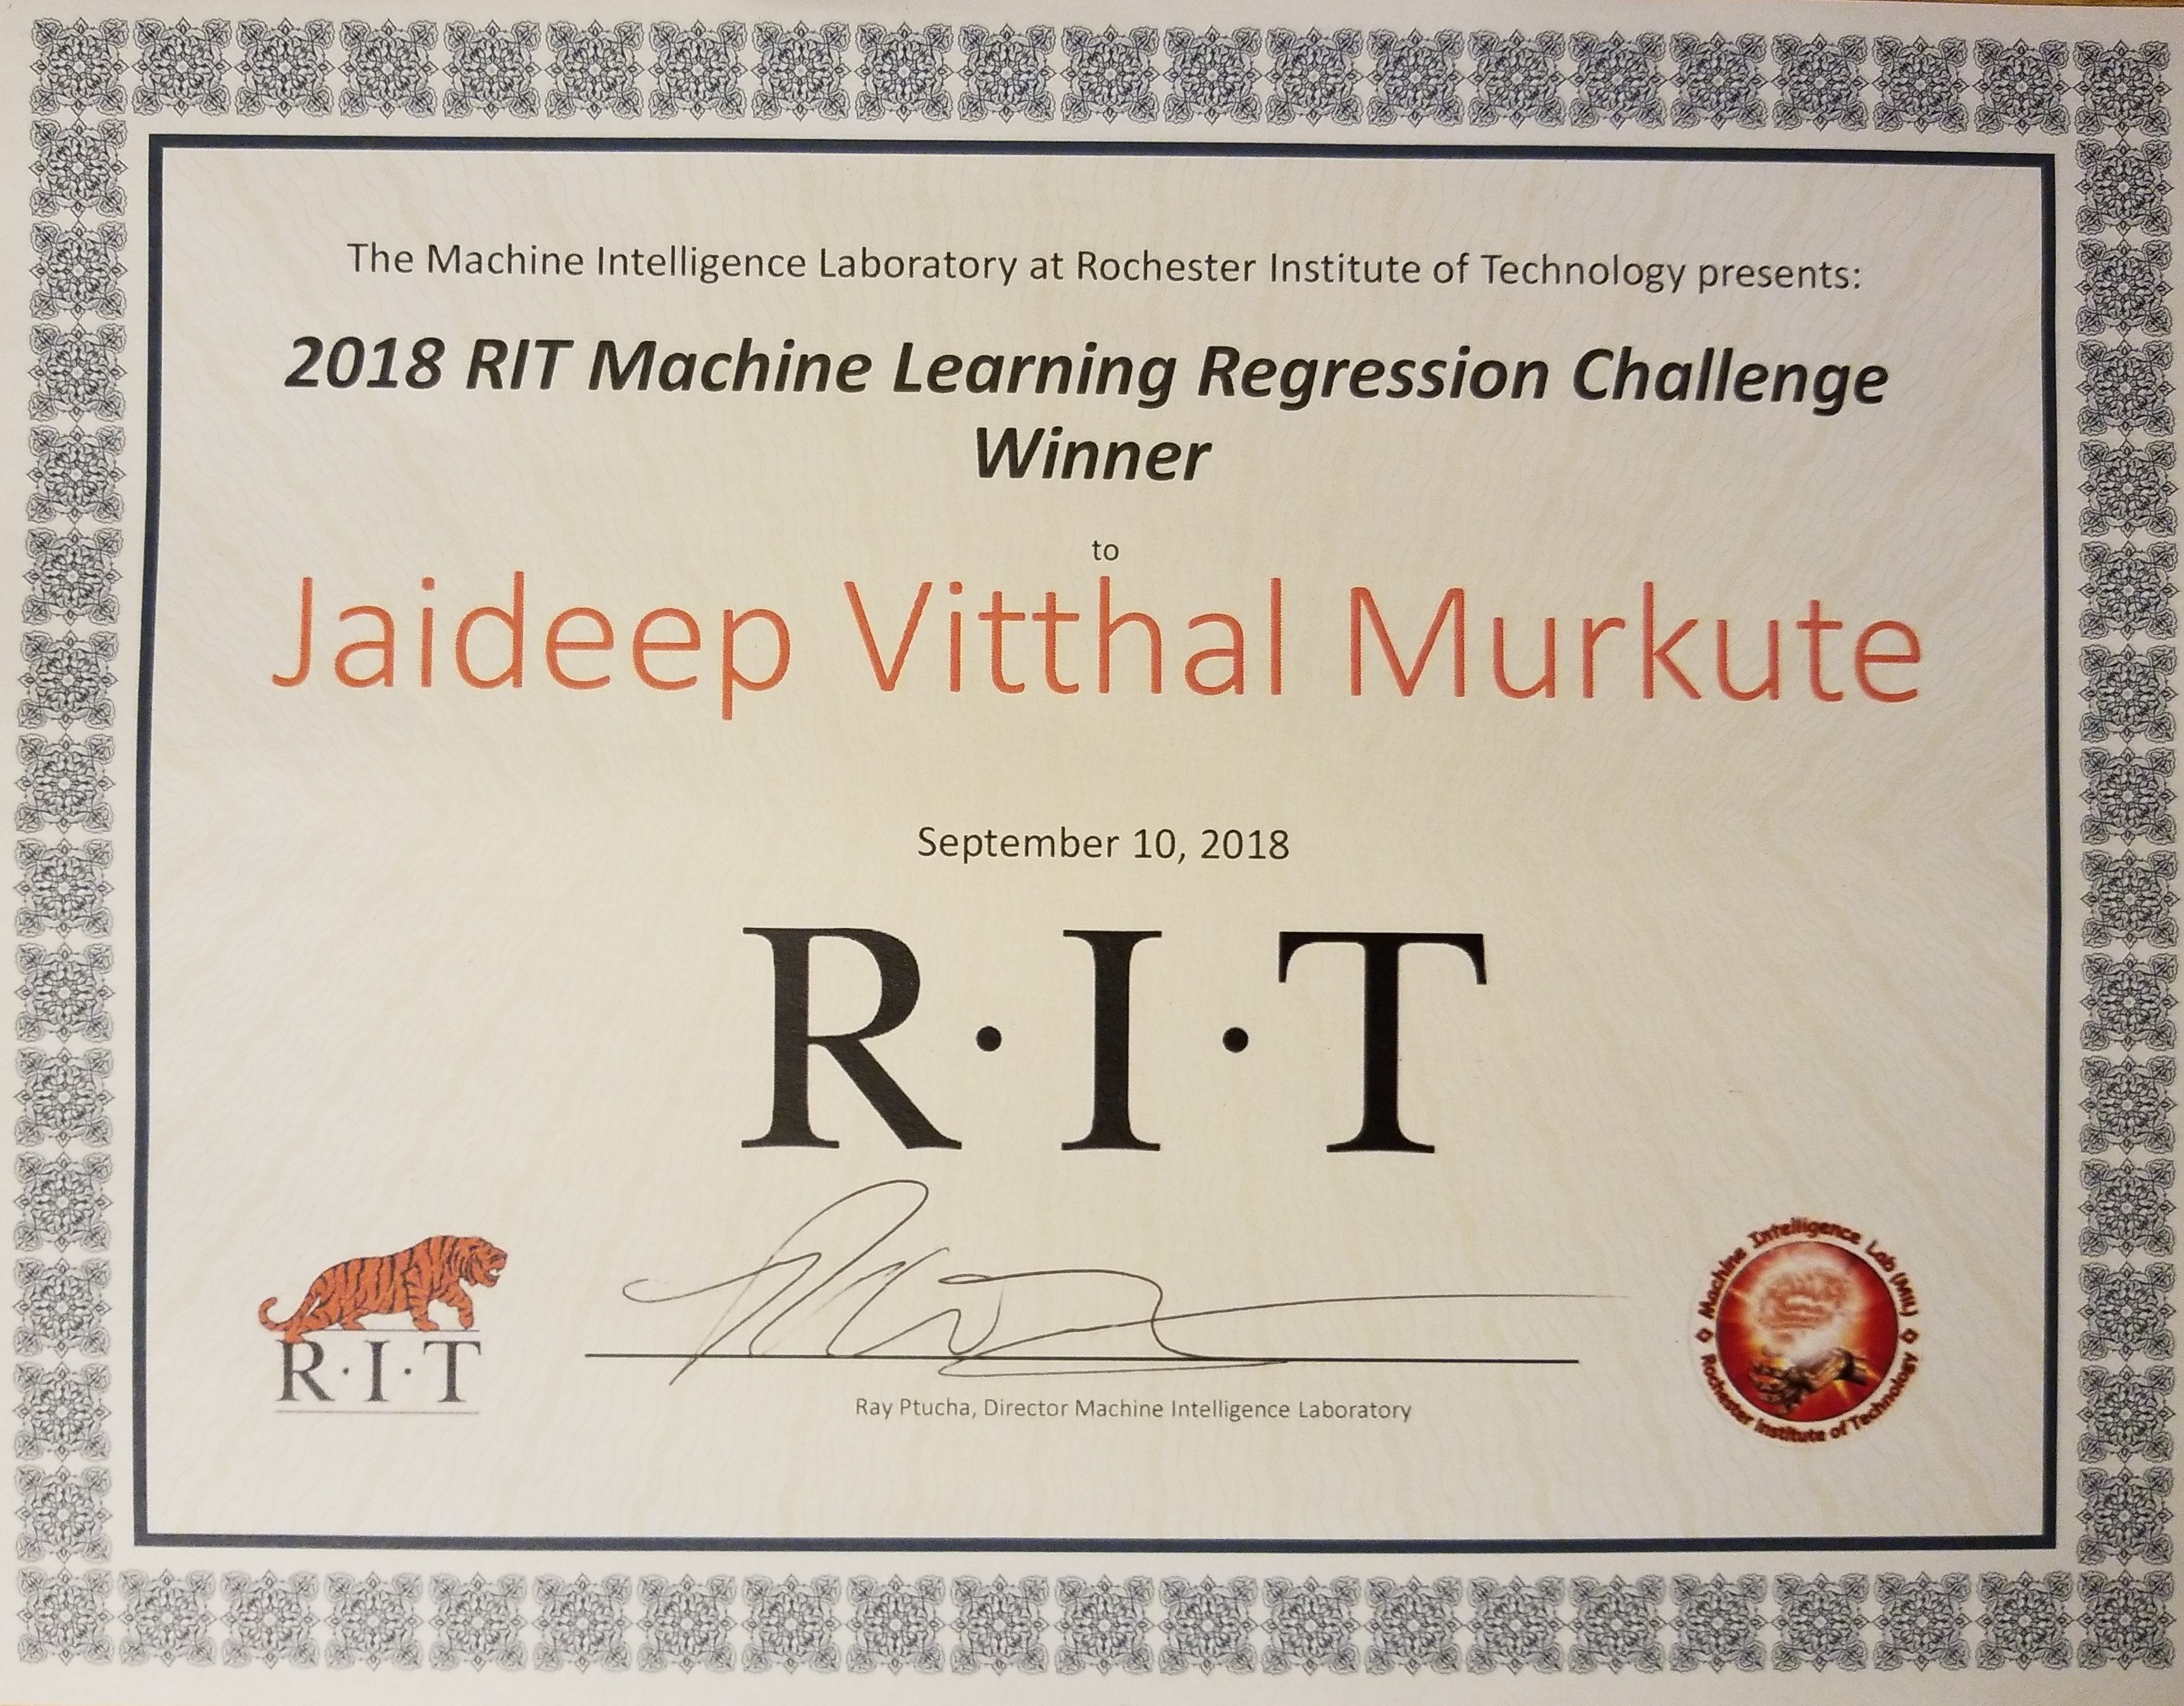 The Machine Intelligence Laboratory at Rochester Institute of Technology presents:
2018 RIT Machine Learning Regression Challenge
Winner
to
Jaideep Vitthal Murkute
September 10, 2018
R·I·T
R·I·T
Ray Ptucha, Director Machine Intelligence Laboratory
Machine Intelligence Lab (MIL)
Rochester Institute of Technology